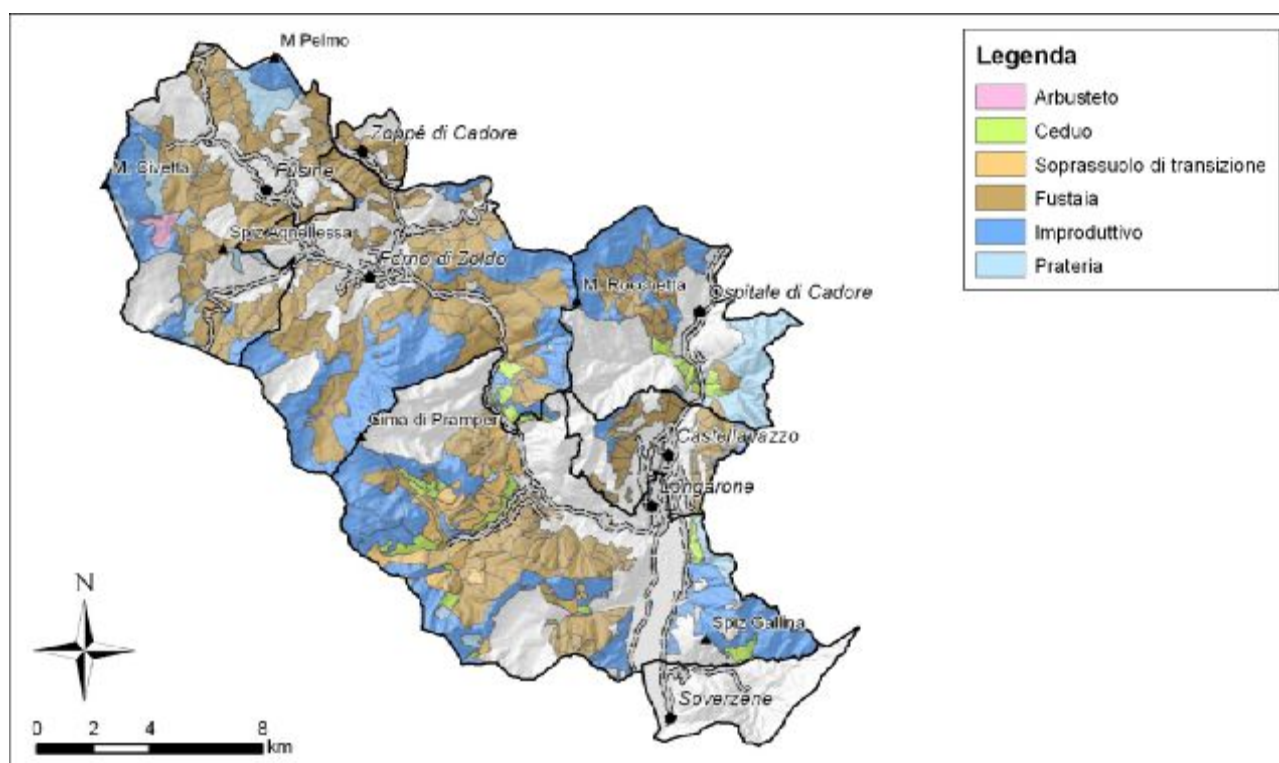 M Pelmo
Zoppè di Cadore
M. Civetta
Fusine
Spiz Agnellessa
Forno di Zoldo
M. Rocchetta
Ospitale di Cadore
Cima di Pramper
Castellavazzo
Longarone
Spiz Gallina
Soverzene
N
0 2 4 8
km
Legenda
Arbusteto
Ceduo
Soprassuolo di transizione
Fustaia
Improduttivo
Prateria